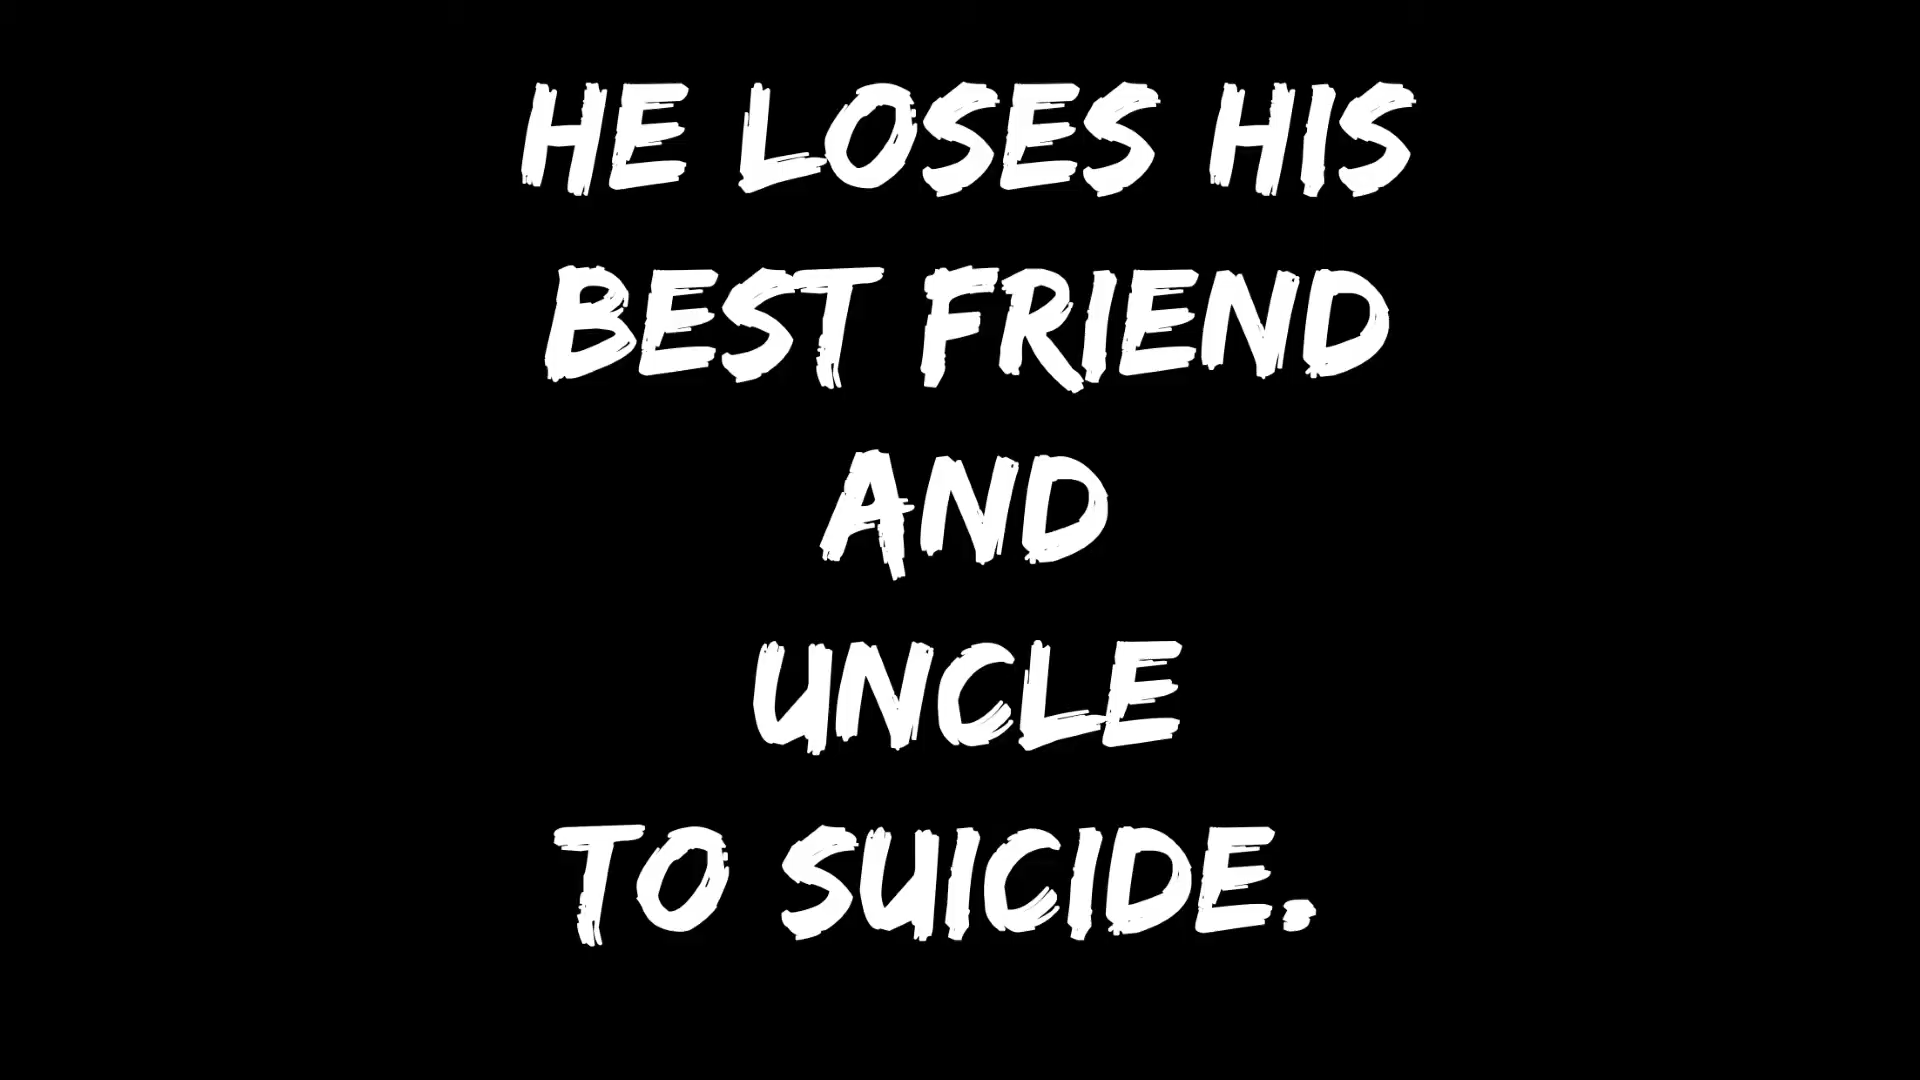 HE LOSES HIS
BEST FRIEND
AND
UNCLE
TO SUICIDE.